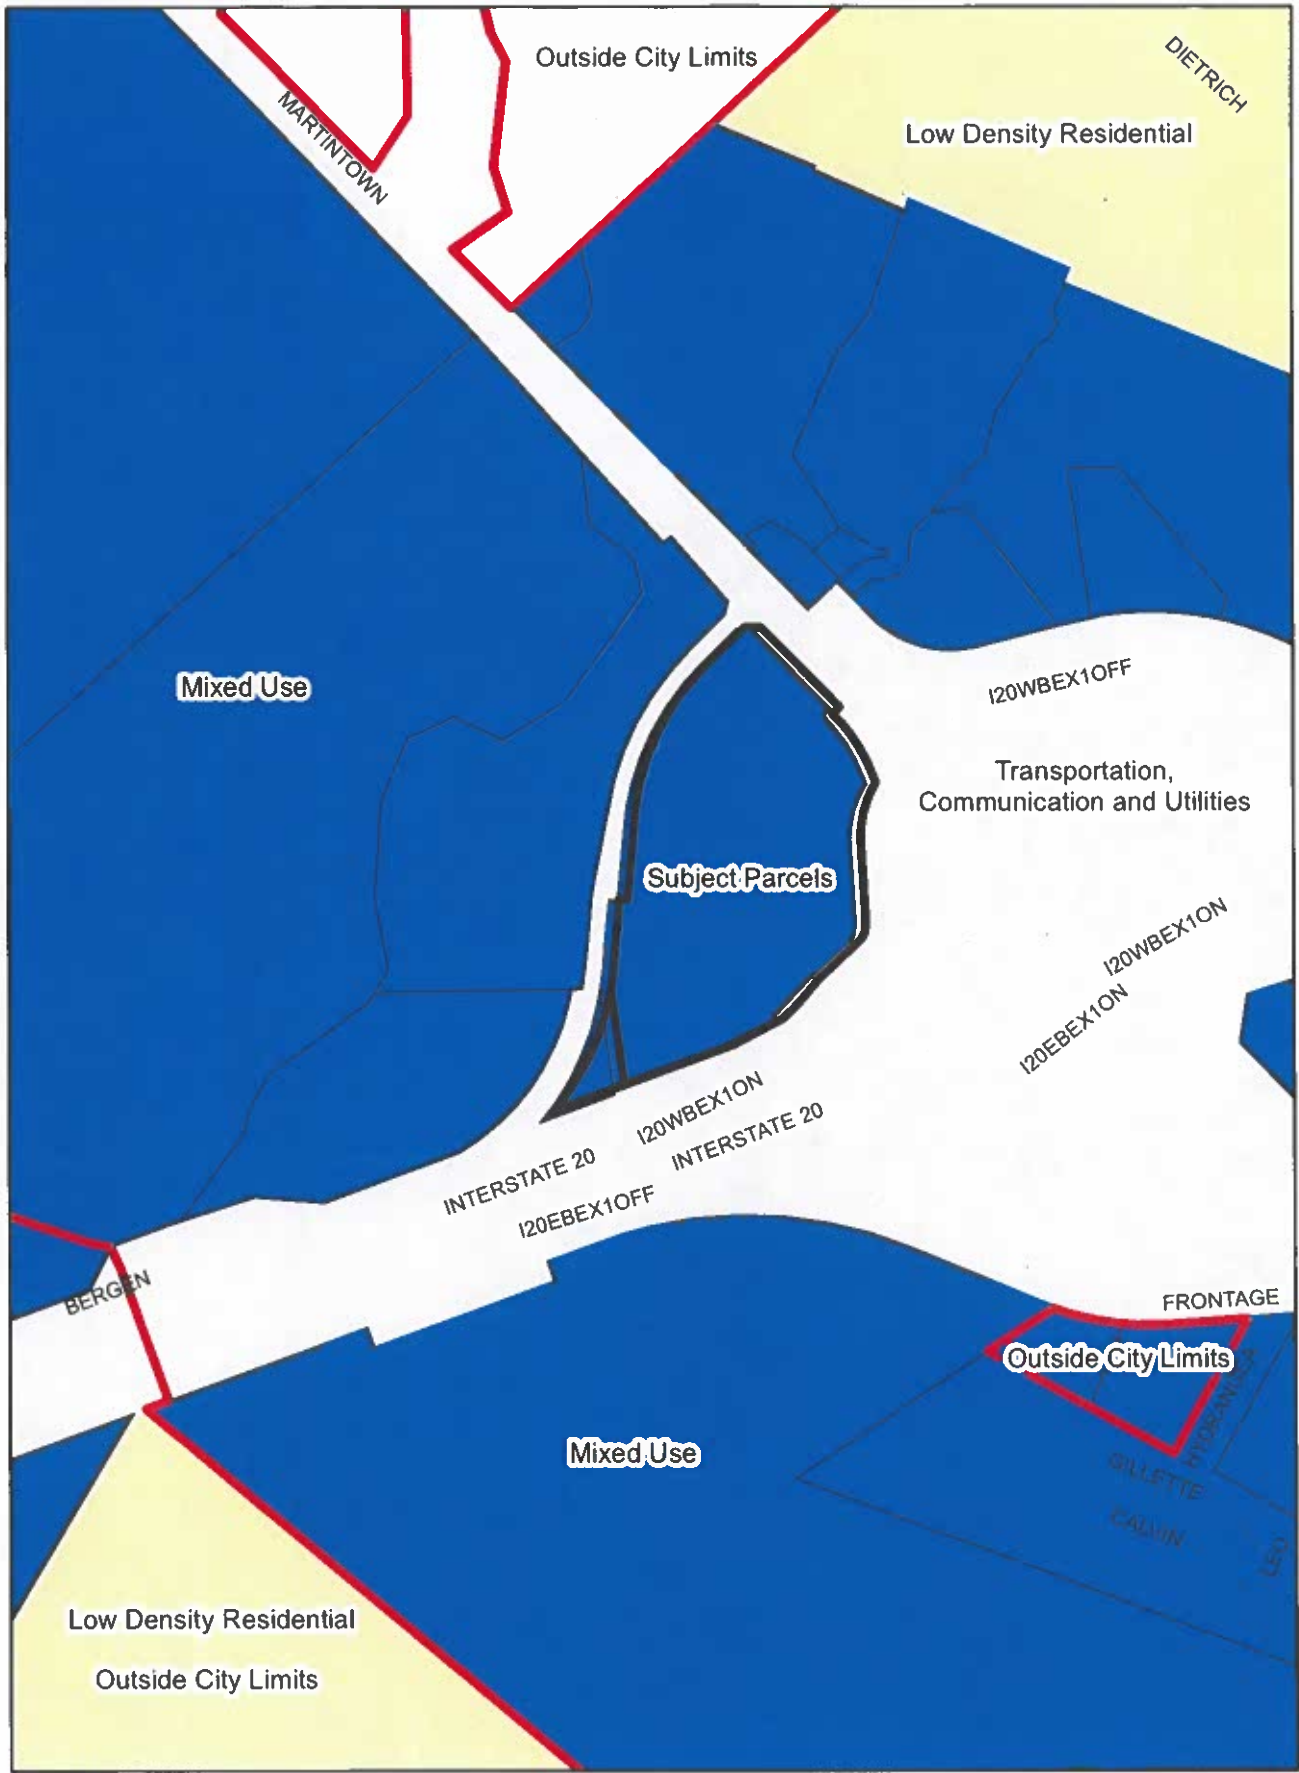 Outside City Limits
DIETRICH
MARTINTOWN
Low Density Residential
I20WBEX1OFF
Mixed Use
Transportation,
Communication and Utilities
Subject Parcels
I20WBEX1ON
I20EBEX1ON
I20WBEX1ON
INTERSTATE 20
INTERSTATE 20
I20EBEX1OFF
BERGEN
FRONTAGE
Outside City Limits
HYDRANGEA
Mixed Use
GILLETTE
CALVIN
LEO
Low Density Residential
Outside City Limits